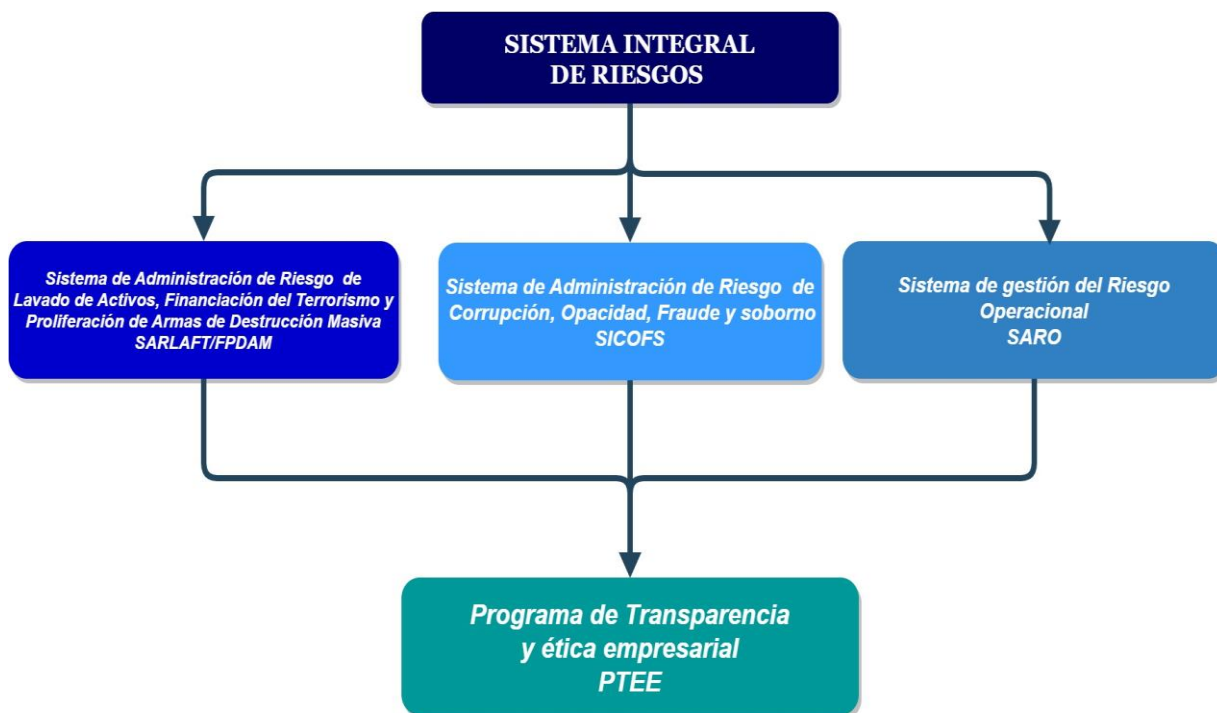 SISTEMA INTEGRAL
DE RIESGOS
Sistema de Administración de Riesgo de
Lavado de Activos, Financiación del Terrorismo y
Proliferación de Armas de Destrucción Masiva
SARLAFT/FPDAM
Sistema de Administración de Riesgo de
Corrupción, Opacidad, Fraude y soborno
SICOFS
Sistema de gestión del Riesgo
Operacional
SARO
Programa de Transparencia
y ética empresarial
PTEE